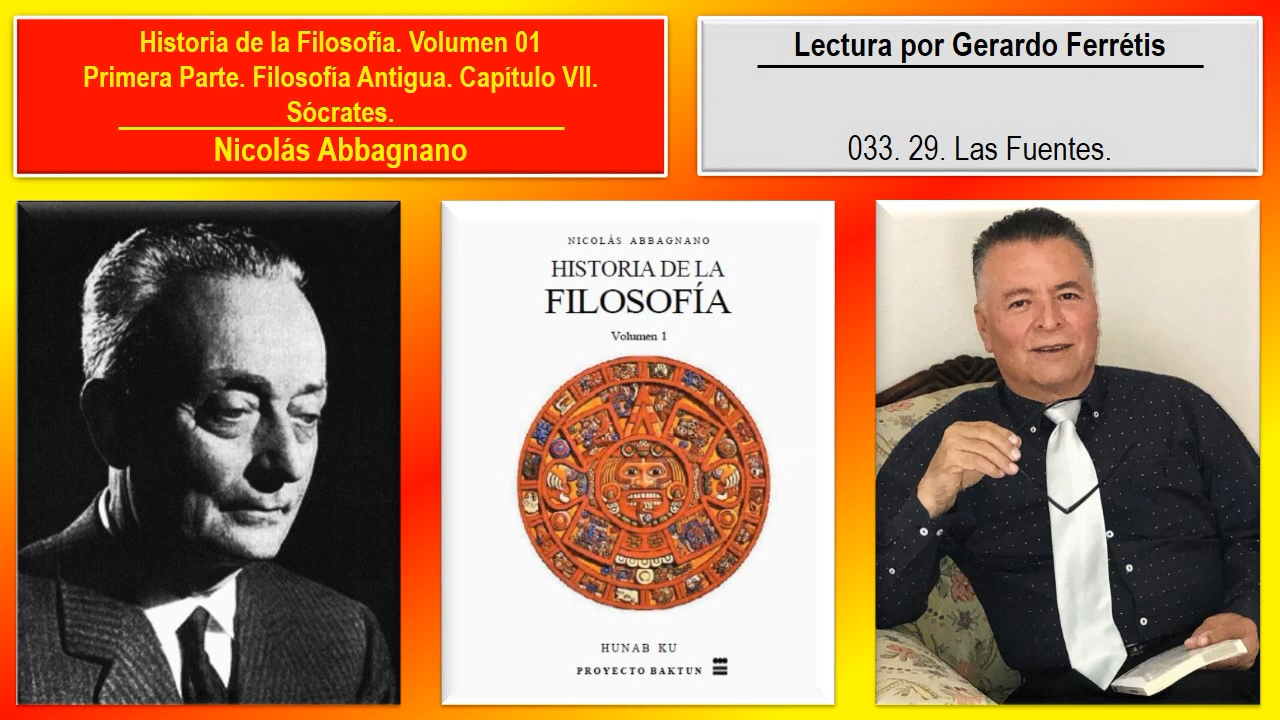 Historia de la Filosofía. Volumen 01
Primera Parte. Filosofía Antigua. Capítulo VII.
Sócrates.
Nicolás Abbagnano
Lectura por Gerardo Ferrétis
033. 29. Las Fuentes.
NICOLÁS ABBAGNANO
HISTORIA DE LA
FILOSOFÍA
Volumen 1
HUNAB KU
PROYECTO BAKTUN